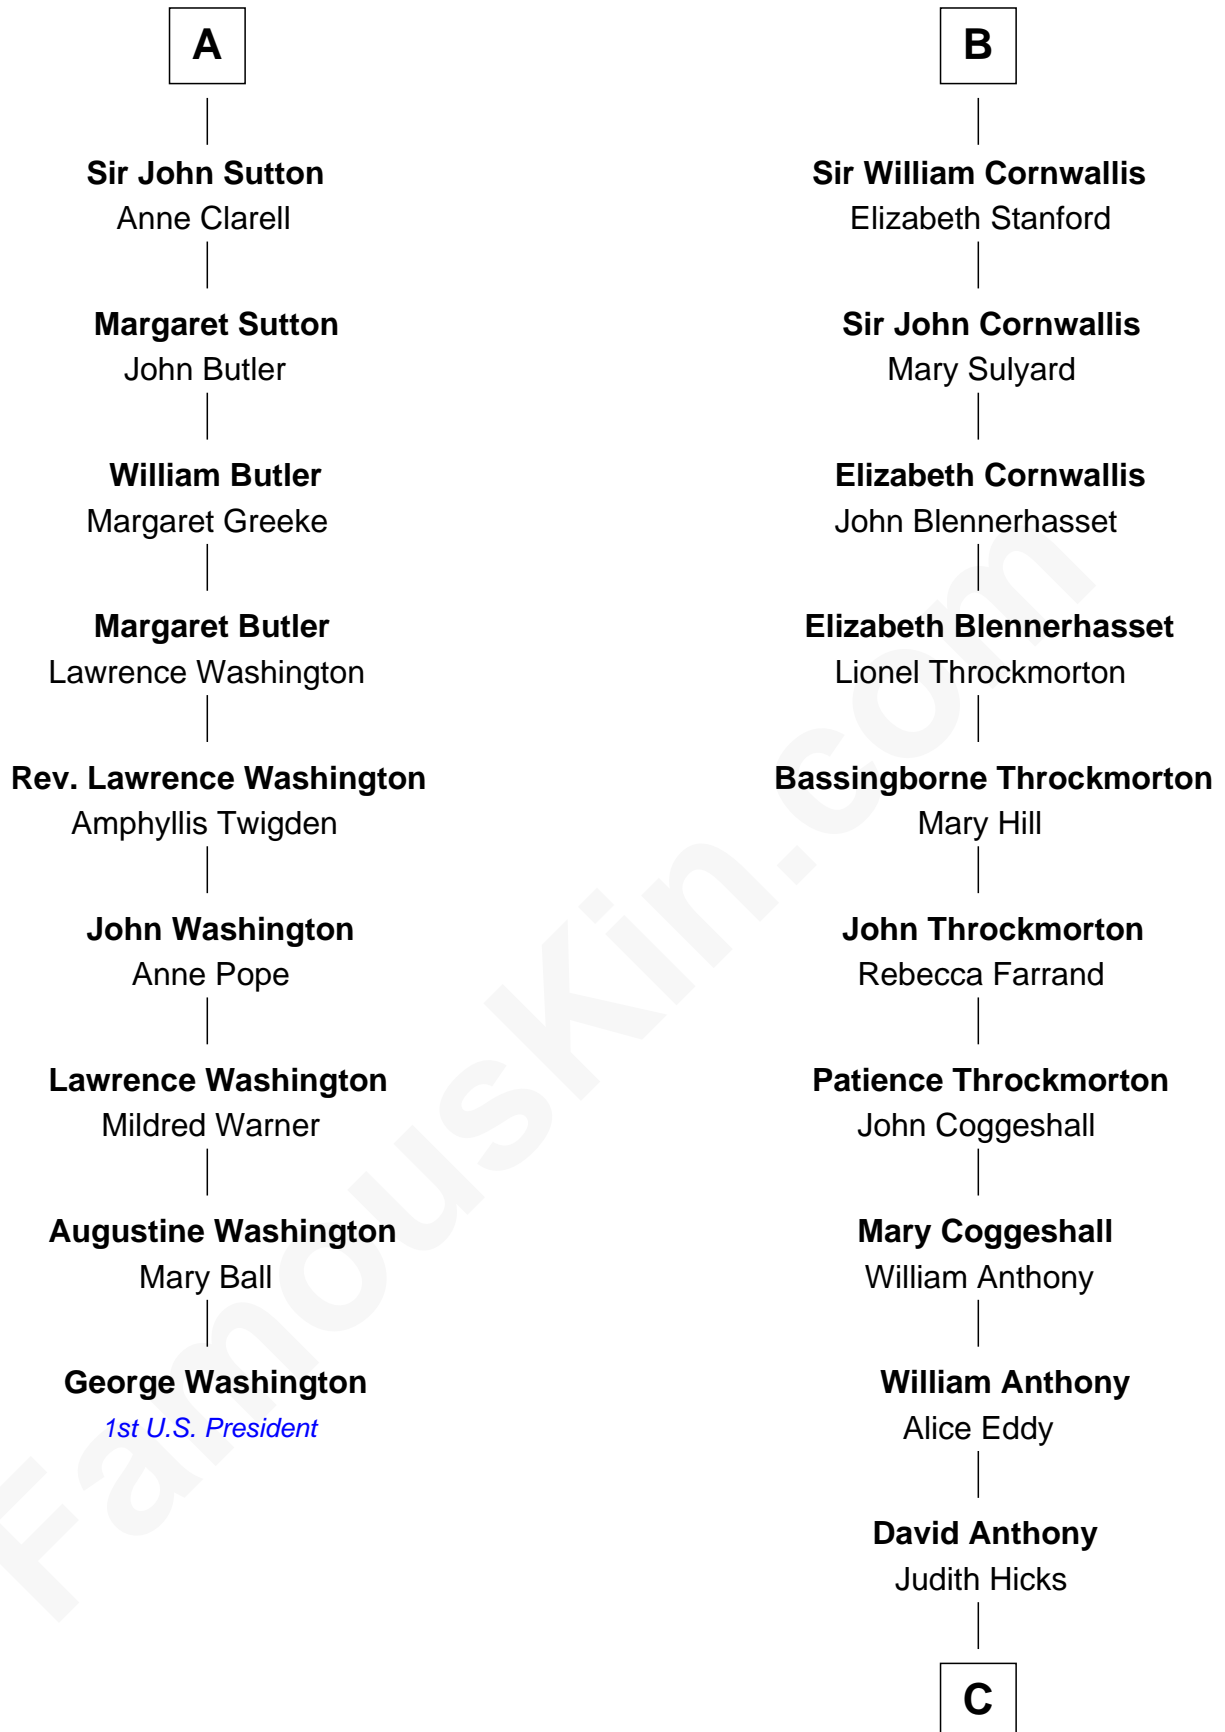 A
Sir John Sutton
Anne Clarell
Margaret Sutton
John Butler
William Butler
Margaret Greeke
Margaret Butler
Lawrence Washington
Rev. Lawrence Washington
Amphyllis Twigden
John Washington
Anne Pope
Lawrence Washington
Mildred Warner
Augustine Washington
Mary Ball
George Washington
1st U.S. President
B
Sir William Cornwallis
Elizabeth Stanford
Sir John Cornwallis
Mary Sulyard
Elizabeth Cornwallis
John Blennerhasset
Elizabeth Blennerhasset
Lionel Throckmorton
Bassingborne Throckmorton
Mary Hill
John Throckmorton
Rebecca Farrand
Patience Throckmorton
John Coggeshall
Mary Coggeshall
William Anthony
William Anthony
Alice Eddy
David Anthony
Judith Hicks
C
FamousKin.com